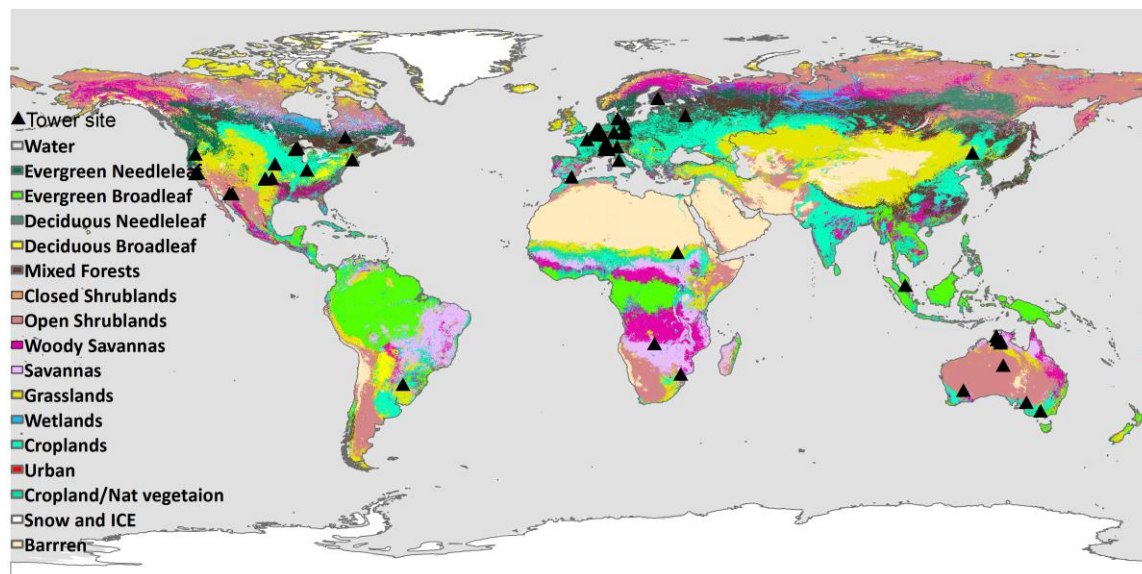 Tower site
Water
Evergreen Needleleaf
Evergreen Broadleaf
Deciduous Needleleaf
Deciduous Broadleaf
Mixed Forests
Closed Shrublands
Open Shrublands
Woody Savannas
Savannas
Grasslands
Wetlands
Croplands
Urban
Cropland/Nat vegetaion
Snow and ICE
Barrren